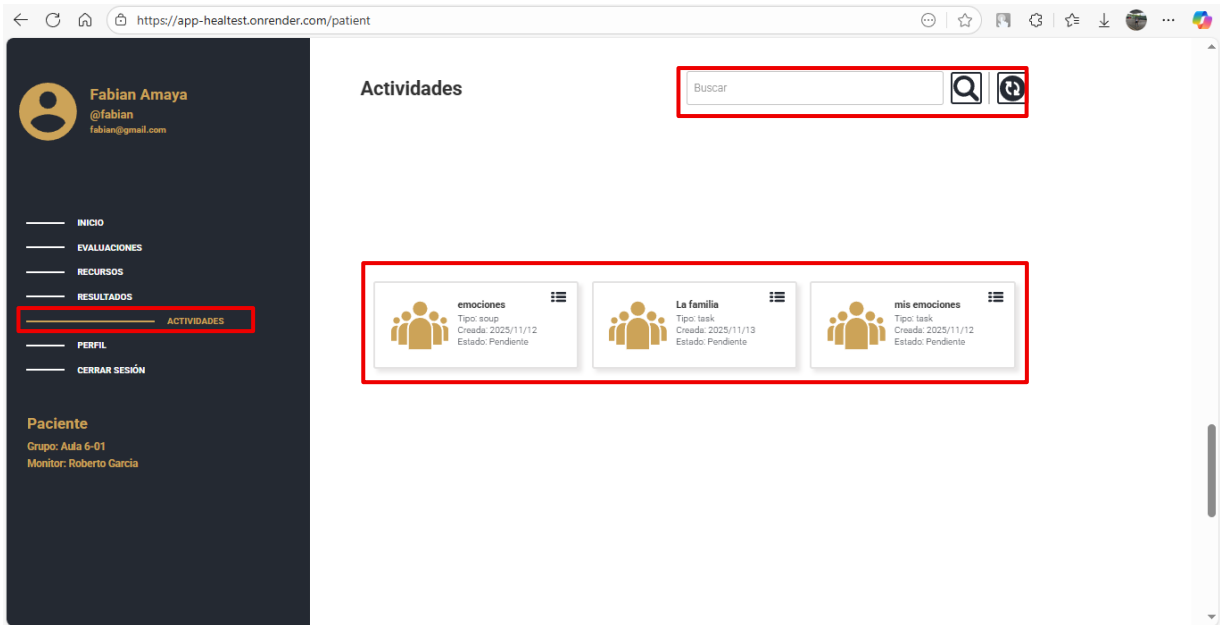 https://app-healtest.onrender.com/patient
Fabian Amaya
@fabian
fabian@gmail.com
INICIO
EVALUACIONES
RECURSOS
RESULTADOS
ACTIVIDADES
PERFIL
CERRAR SESIÓN
Paciente
Grupo: Aula 6-01
Monitor: Roberto Garcia
Actividades
Buscar
emociones
Tipo: soup
Creada: 2025/11/12
Estado: Pendiente
La familia
Tipo: task
Creada: 2025/11/13
Estado: Pendiente
mis emociones
Tipo: task
Creada: 2025/11/12
Estado: Pendiente